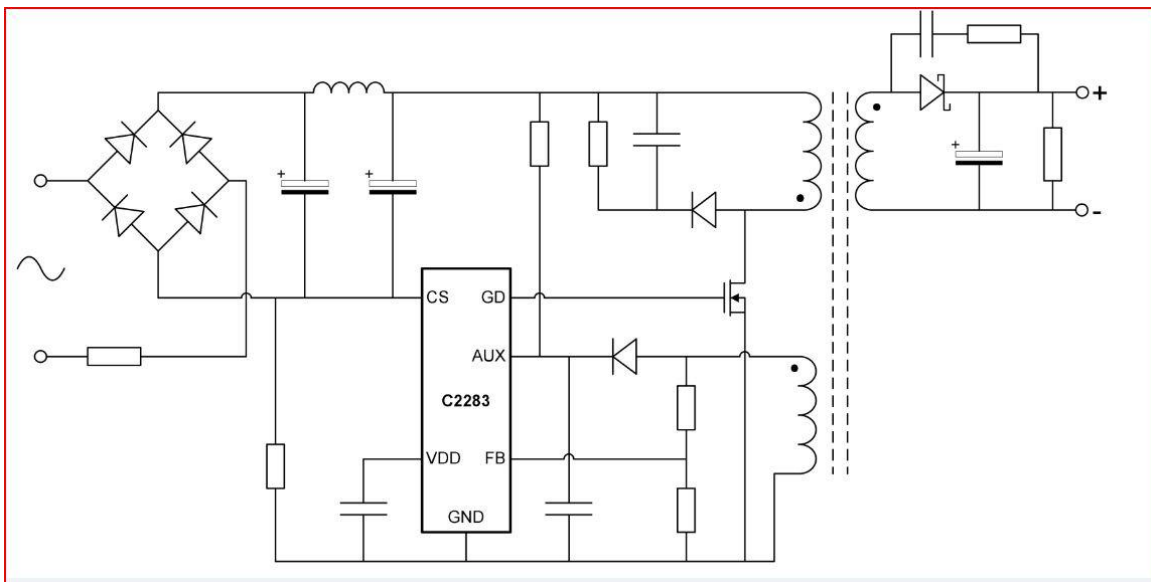 +
+
+
+
-
CS GD
AUX
C2283
VDD FB
GND